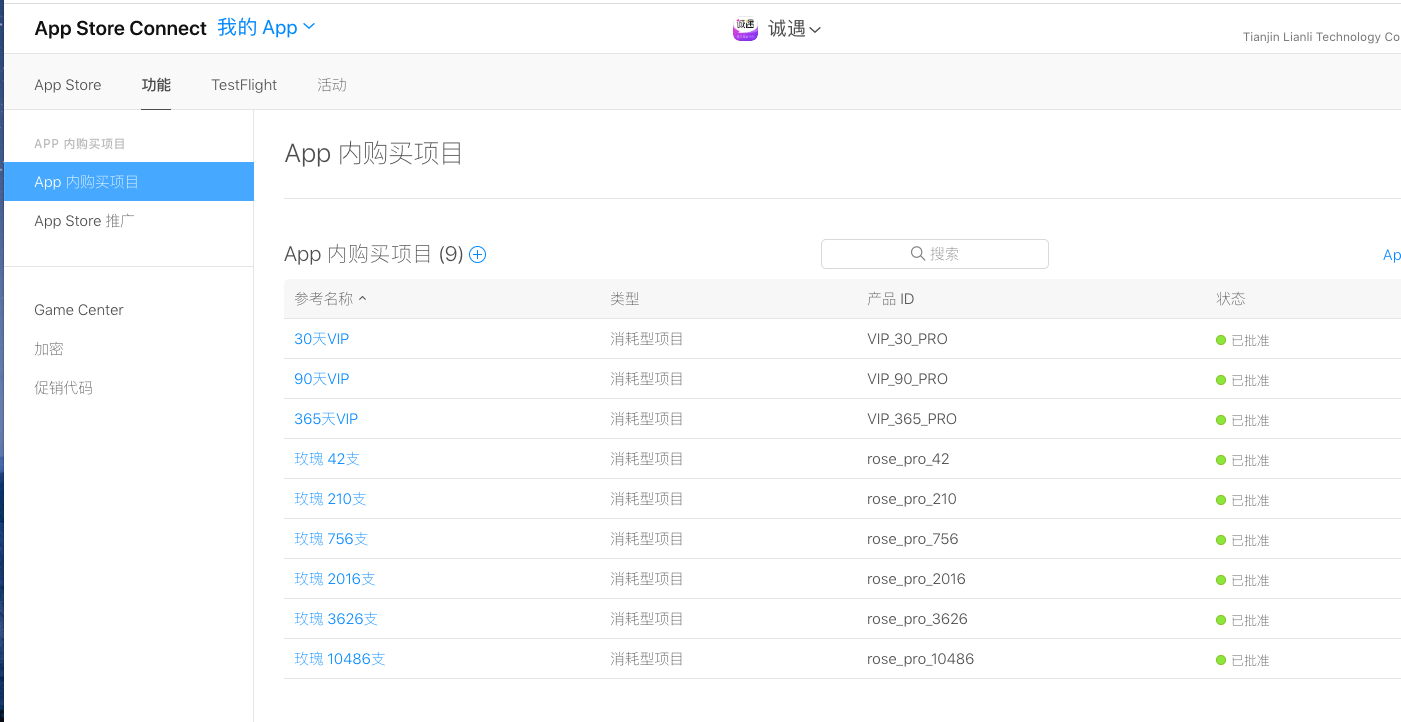 App Store Connect 我的 App 诚遇
Tianjin Lianli Technology Co
App Store 功能 TestFlight 活动
APP 内购买项目
App 内购买项目
App Store 推广
Game Center
加密
促销代码
App 内购买项目
App 内购买项目 (9) 搜索 Ap
参考名称 类型 产品 ID 状态
30天VIP 消耗型项目 VIP_30_PRO 已批准
90天VIP 消耗型项目 VIP_90_PRO 已批准
365天VIP 消耗型项目 VIP_365_PRO 已批准
玫瑰 42支 消耗型项目 rose_pro_42 已批准
玫瑰 210支 消耗型项目 rose_pro_210 已批准
玫瑰 756支 消耗型项目 rose_pro_756 已批准
玫瑰 2016支 消耗型项目 rose_pro_2016 已批准
玫瑰 3626支 消耗型项目 rose_pro_3626 已批准
玫瑰 10486支 消耗型项目 rose_pro_10486 已批准